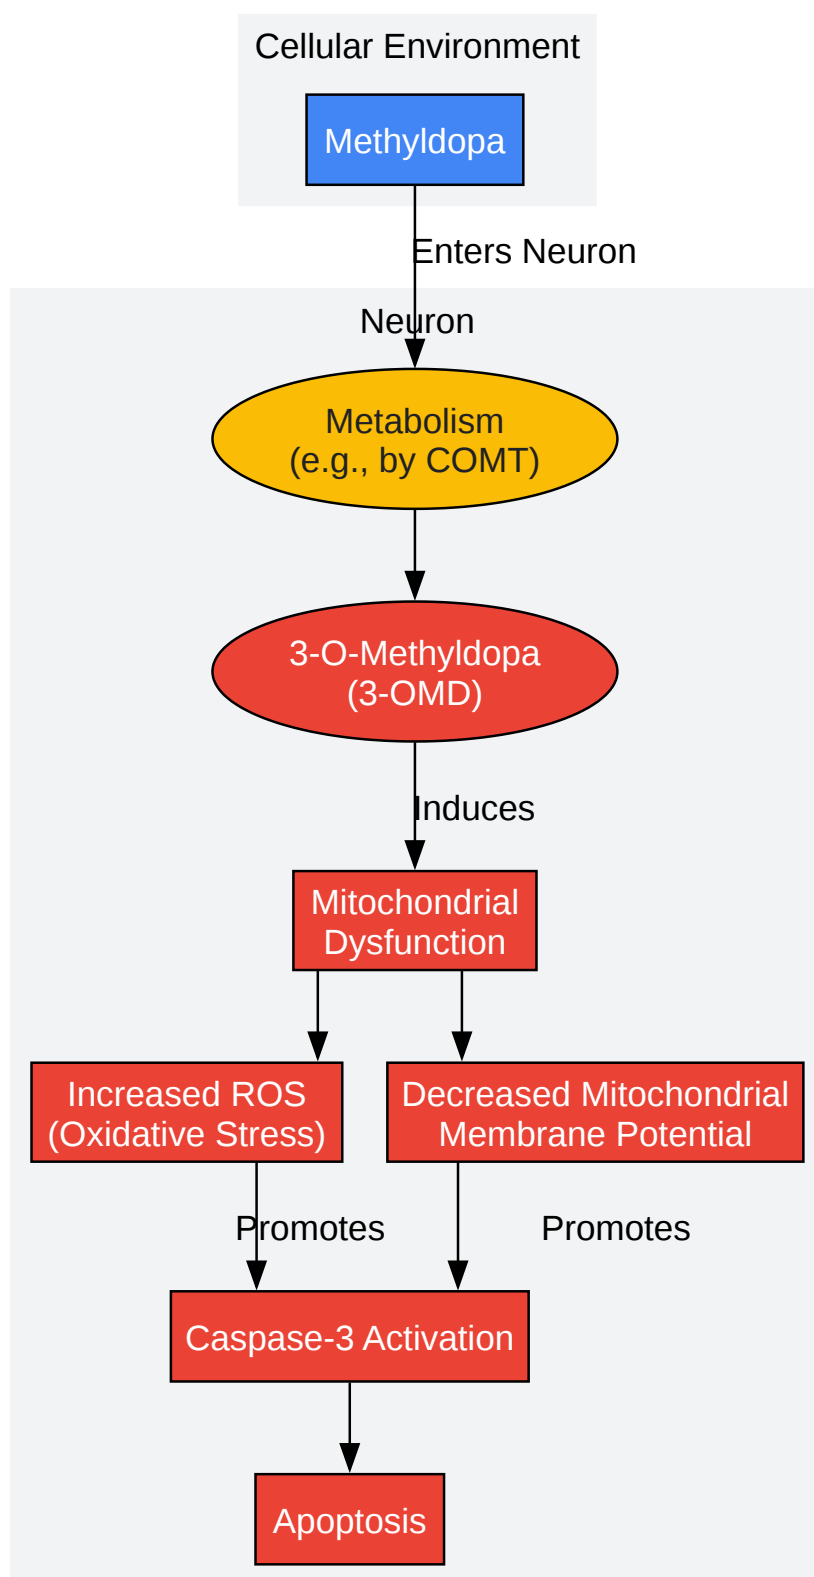 Cellular Environment
Methyldopa
Enters Neuron
Neuron
Metabolism
(e.g., by COMT)
3-O-Methyldopa
(3-OMD)
Induces
Mitochondrial
Dysfunction
Increased ROS
(Oxidative Stress)
Decreased Mitochondrial
Membrane Potential
Promotes
Promotes
Caspase-3 Activation
Apoptosis